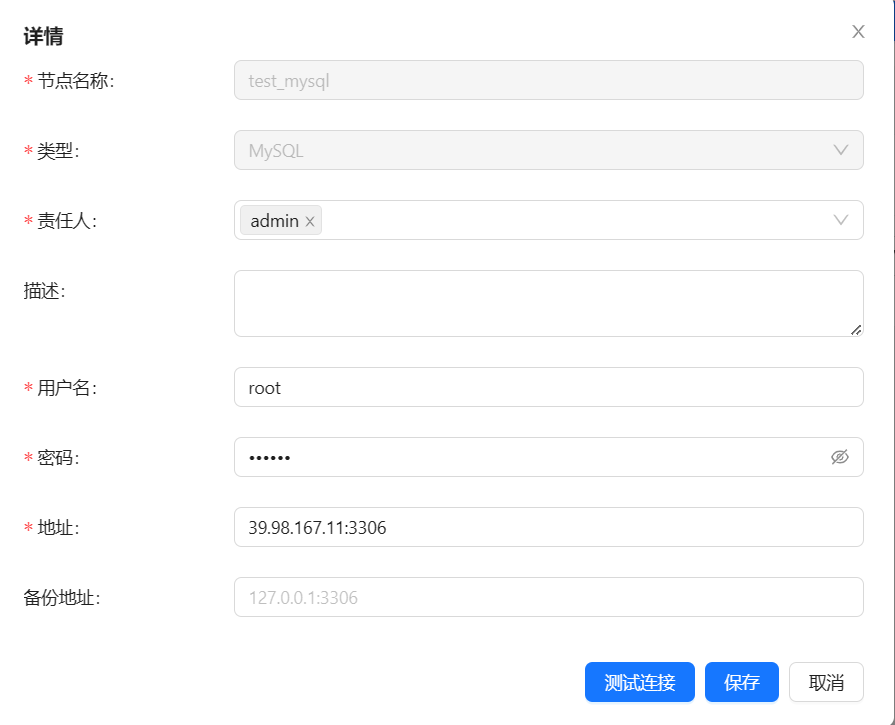 详情
* 节点名称: test_mysql
* 类型: MySQL
* 责任人: admin
描述:
* 用户名: root
* 密码: ••••••
* 地址: 39.98.167.11:3306
备份地址: 127.0.0.1:3306
测试连接 保存 取消